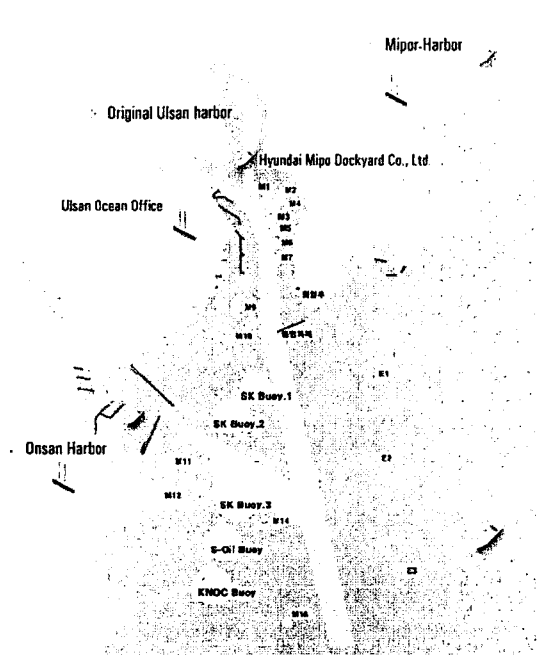 Mipor-Harbor
Original Ulsan harbor
Hyundai Mipo Dockyard Co., Ltd
M1
M2
M4
Ulsan Ocean Office
M3
M5
M6
M7
M9
M10
E1
SK Buoy.1
SK Buoy.2
Onsan Harbor
M11
E2
M12
SK Buoy.3
M14
S-Oil Buoy
KNOC Buoy